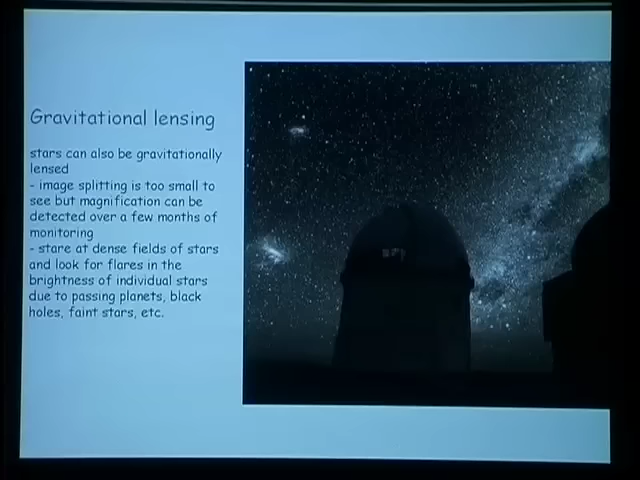 Gravitational lensing
stars can also be gravitationally
lensed
- image splitting is too small to
see but magnification can be
detected over a few months of
monitoring
- stare at dense fields of stars
and look for flares in the
brightness of individual stars
due to passing planets, black
holes, faint stars, etc.